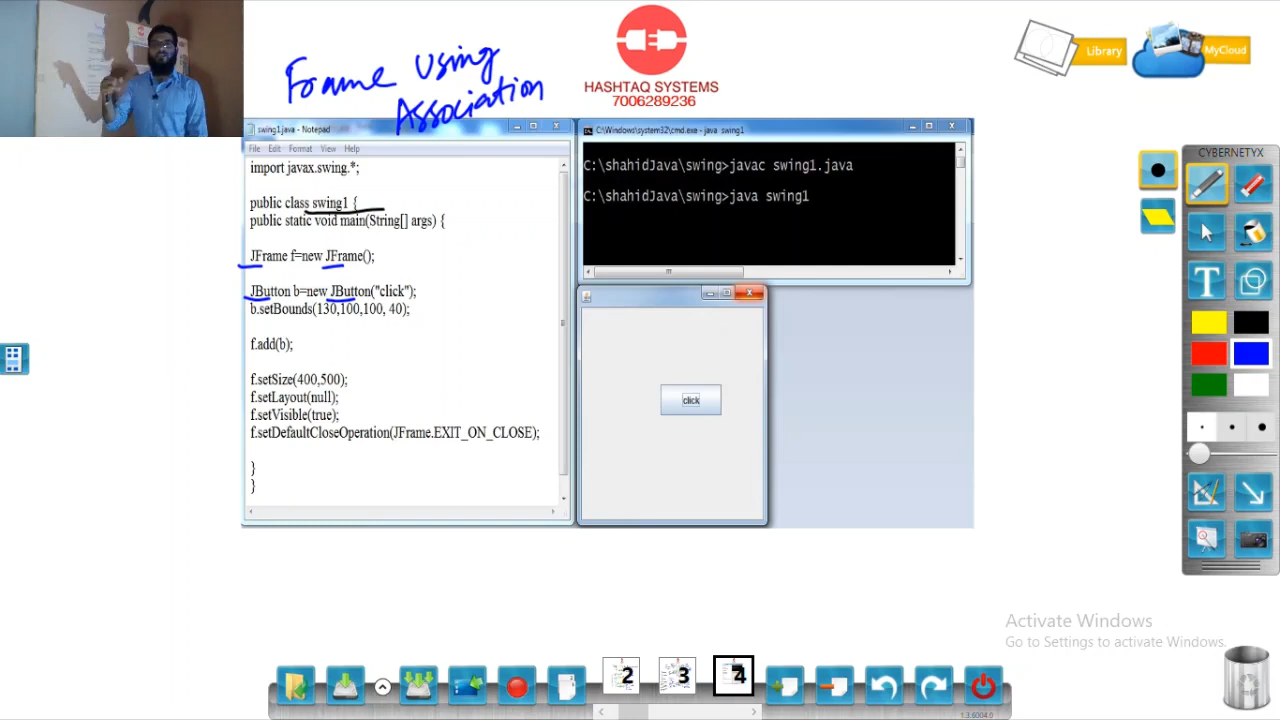 Frame Using
Association
HASHTAQ SYSTEMS
7006289236
Library
MyCloud
swing1.java - Notepad
File Edit Format View Help
import javax.swing.*;
public class swing1 {
public static void main(String[] args) {
JFrame f=new JFrame();
JButton b=new JButton("click");
b.setBounds(130,100,100, 40);
f.add(b);
f.setSize(400,500);
f.setLayout(null);
f.setVisible(true);
f.setDefaultCloseOperation(JFrame.EXIT_ON_CLOSE);
}
}
C:\Windows\system32\cmd.exe - java swing1
C:\shahidJava\swing>javac swing1.java
C:\shahidJava\swing>java swing1
click
CYBERNETYX
T
Activate Windows
Go to Settings to activate Windows.
2
3
4
1.3.6004.0